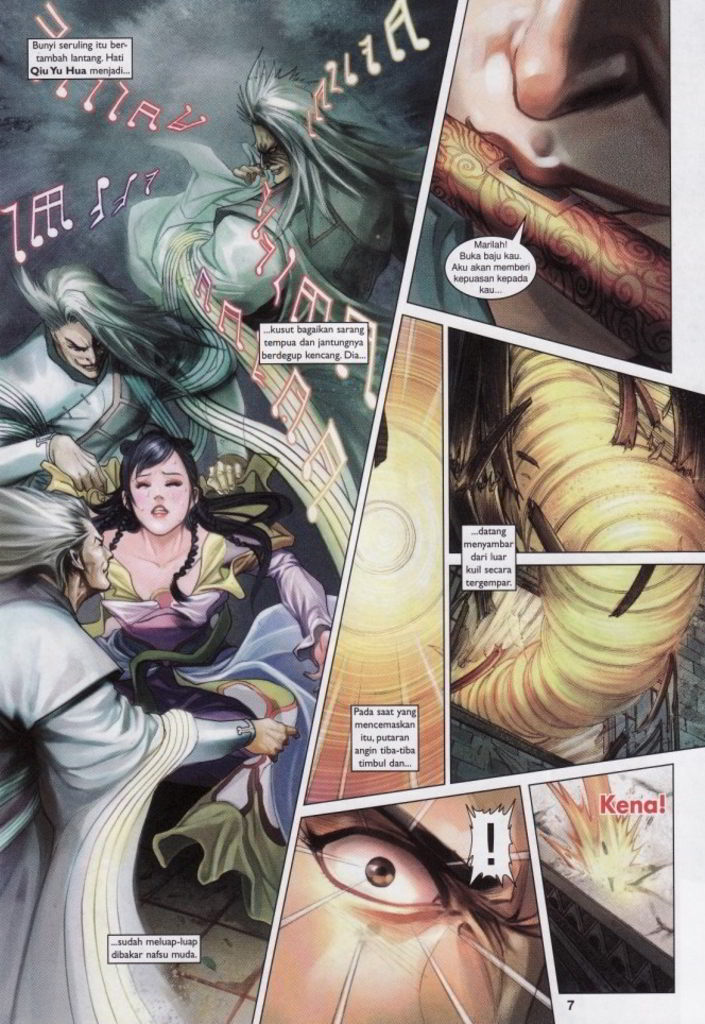 Bunyi seruling itu ber-
tambah lantang. Hati
Qiu Yu Hua menjadi...
...kusut bagaikan sarang
tempua dan jantungnya
berdegup kencang. Dia...
...sudah meluap-luap
dibakar nafsu muda.
Marilah!
Buka baju kau.
Aku akan memberi
kepuasan kepada
kau...
Pada saat yang
mencemaskan
itu, putaran
angin tiba-tiba
timbul dan...
...datang
menyambar
dari luar
kuil secara
tergempar.
!
Kena!
7